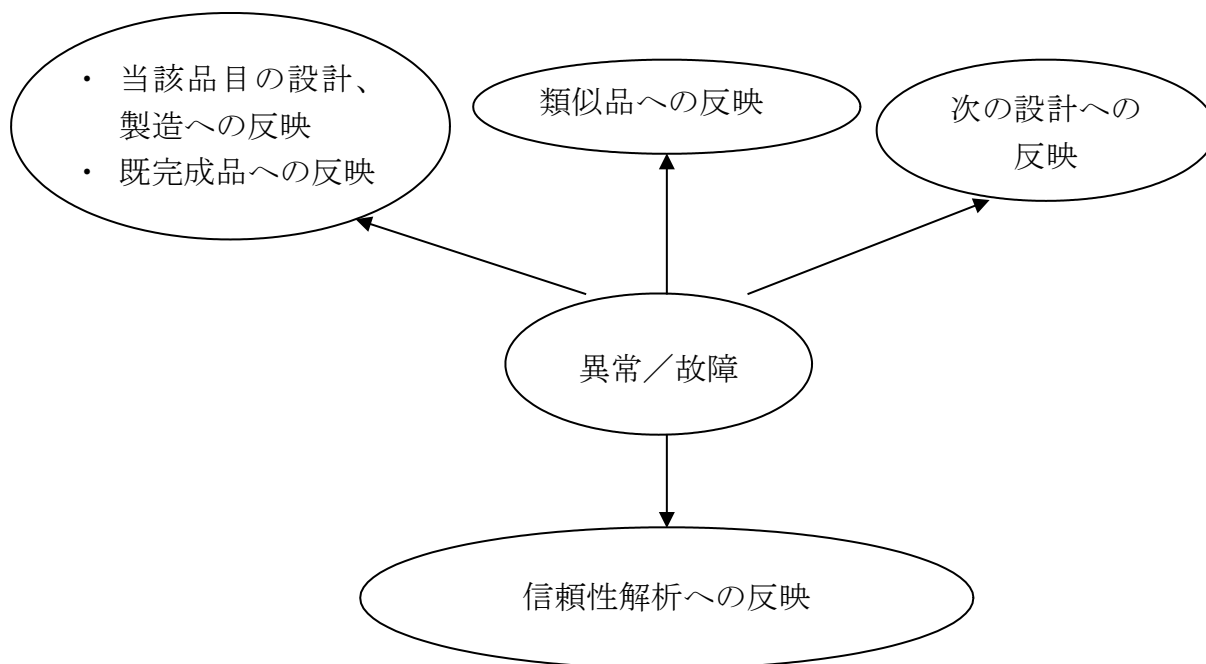 ・ 当該品目の設計、
製造への反映
・ 既完成品への反映
類似品への反映
次の設計への
反映
異常／故障
信頼性解析への反映